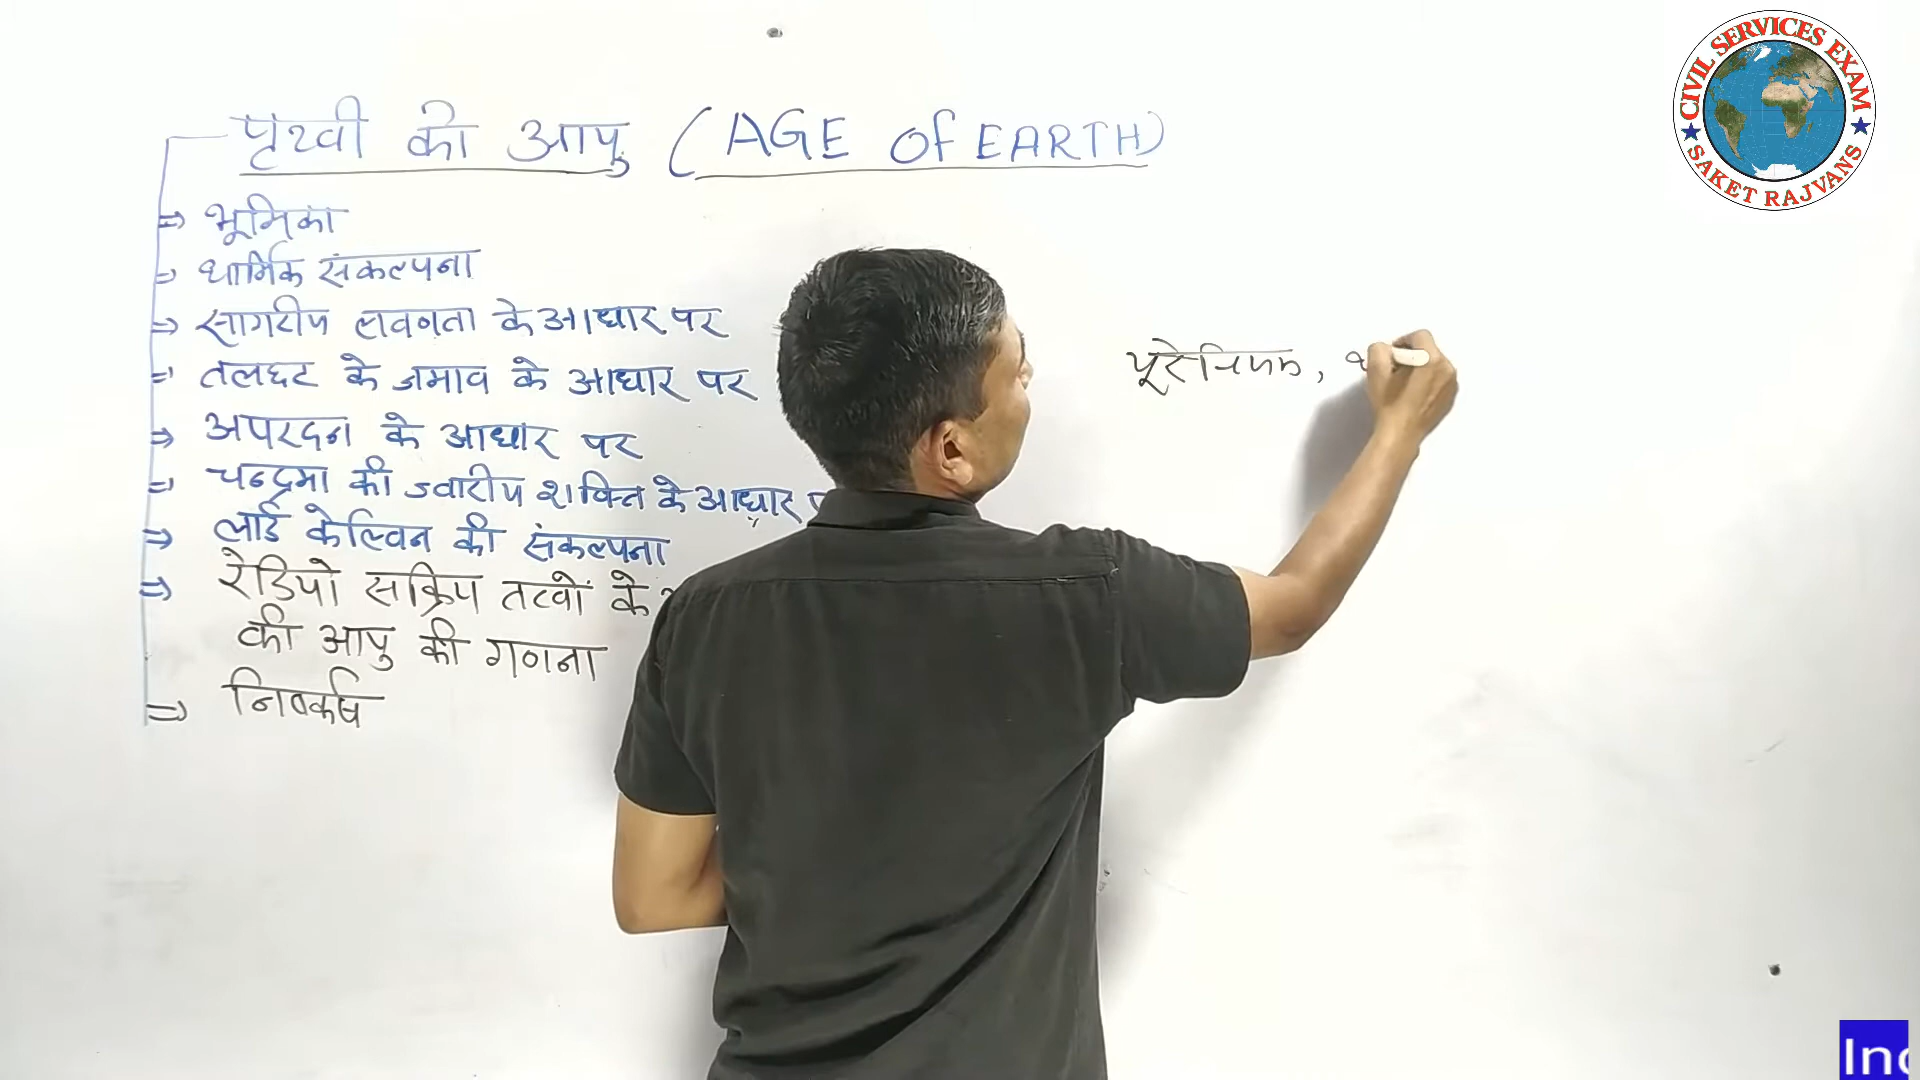 पृथ्वी की आयु (AGE Of EARTH)
⇒ भूमिका
⇒ धार्मिक संकल्पना
⇒ सागरीय लवणता के आधार पर
⇒ तलछट के जमाव के आधार पर
⇒ अपरदन के आधार पर
⇒ चन्द्रमा की ज्वारीय शक्ति के आधार
⇒ लार्ड केल्विन की संकल्पना
⇒ रेडियो सक्रिय तत्वों के
की आयु की गणना
⇒ निष्कर्ष
यूरेनियम,
CIVIL SERVICES EXAM
SAKET RAJVANS